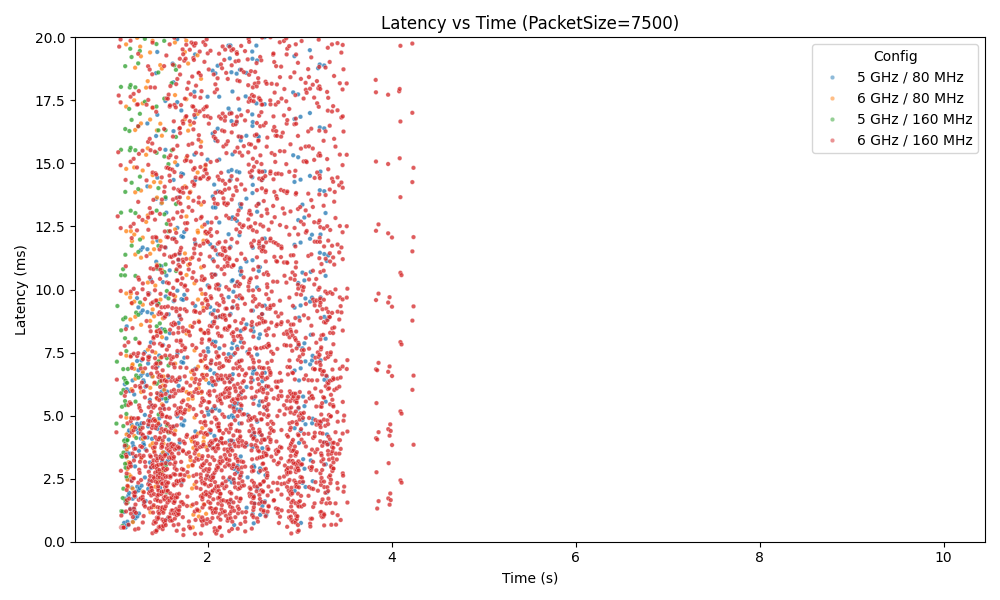 Latency vs Time (PacketSize=7500)
20.0
17.5
15.0
12.5
10.0
7.5
5.0
2.5
0.0
Latency (ms)
Config
5 GHz / 80 MHz
6 GHz / 80 MHz
5 GHz / 160 MHz
6 GHz / 160 MHz
2 4 6 8 10
Time (s)